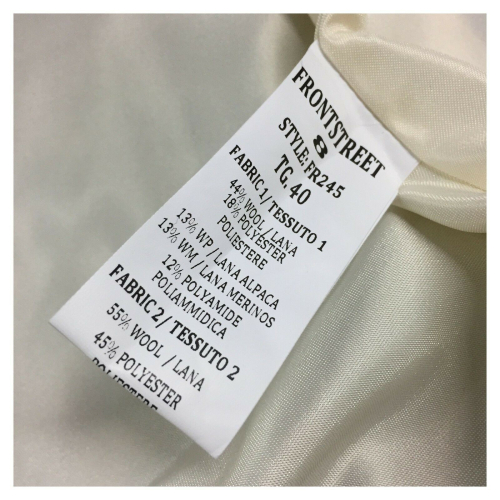 FRONTSTREET
8
STYLE:FR245
TG.40
FABRIC 1/ TESSUTO 1
44% WOOL/LANA
18% POLYESTER
POLIESTERE
13% WP/LANA ALPACA
13% WM/LANA MERINOS
12% POLYAMIDE
POLIAMMIDICA
FABRIC 2/ TESSUTO 2
55% WOOL / LANA
45% POLYESTER
POLIESTERE